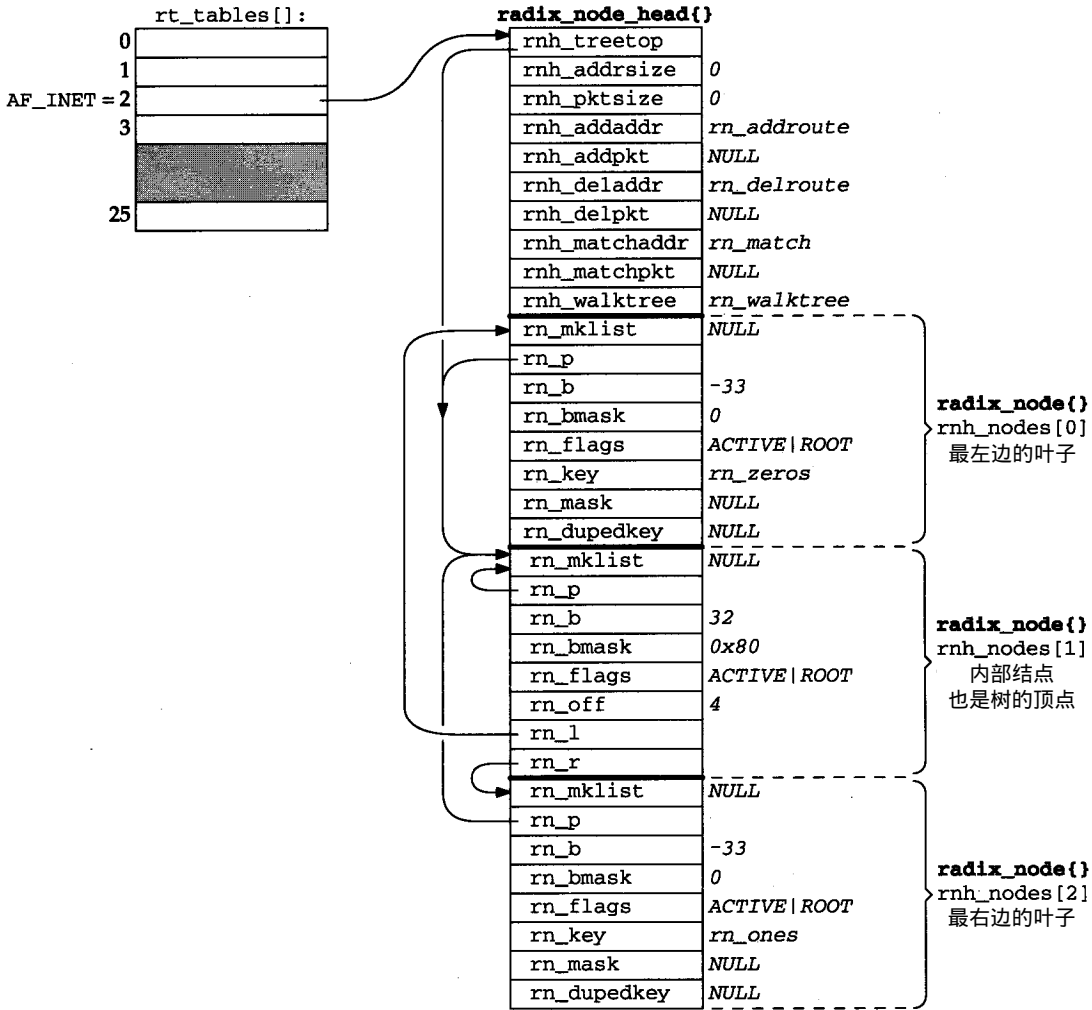 rt_tables[]:
0
1
AF_INET = 2
3
25
radix_node_head{}
rnh_treetop
rnh_addrsize 0
rnh_pktsize 0
rnh_addaddr rn_addroute
rnh_addpkt NULL
rnh_deladdr rn_delroute
rnh_delpkt NULL
rnh_matchaddr rn_match
rnh_matchpkt NULL
rnh_walktree rn_walktree
rn_mklist NULL
rn_p
rn_b -33
rn_bmask 0
rn_flags ACTIVE|ROOT
rn_key rn_zeros
rn_mask NULL
rn_dupedkey NULL
radix_node{}
rnh_nodes[0]
最左边的叶子
rn_mklist NULL
rn_p
rn_b 32
rn_bmask 0x80
rn_flags ACTIVE|ROOT
rn_off 4
rn_l
rn_r
radix_node{}
rnh_nodes[1]
内部结点
也是树的顶点
rn_mklist NULL
rn_p
rn_b -33
rn_bmask 0
rn_flags ACTIVE|ROOT
rn_key rn_ones
rn_mask NULL
rn_dupedkey NULL
radix_node{}
rnh_nodes[2]
最右边的叶子